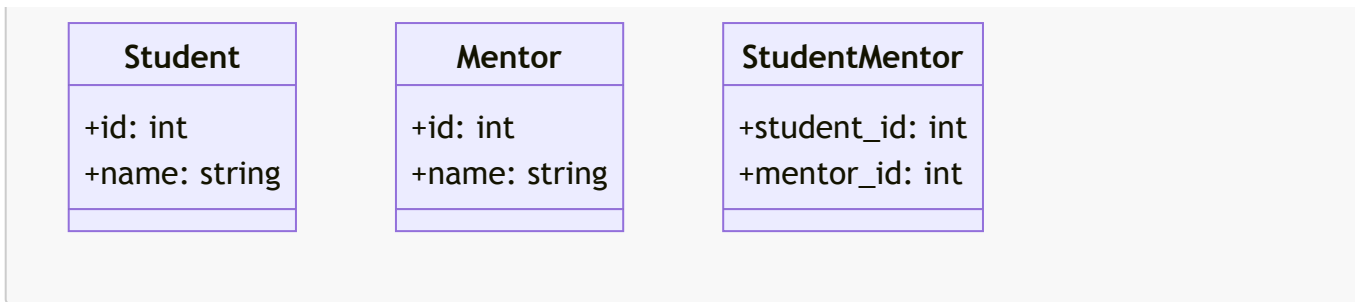 Student
+id: int
+name: string
Mentor
+id: int
+name: string
StudentMentor
+student_id: int
+mentor_id: int